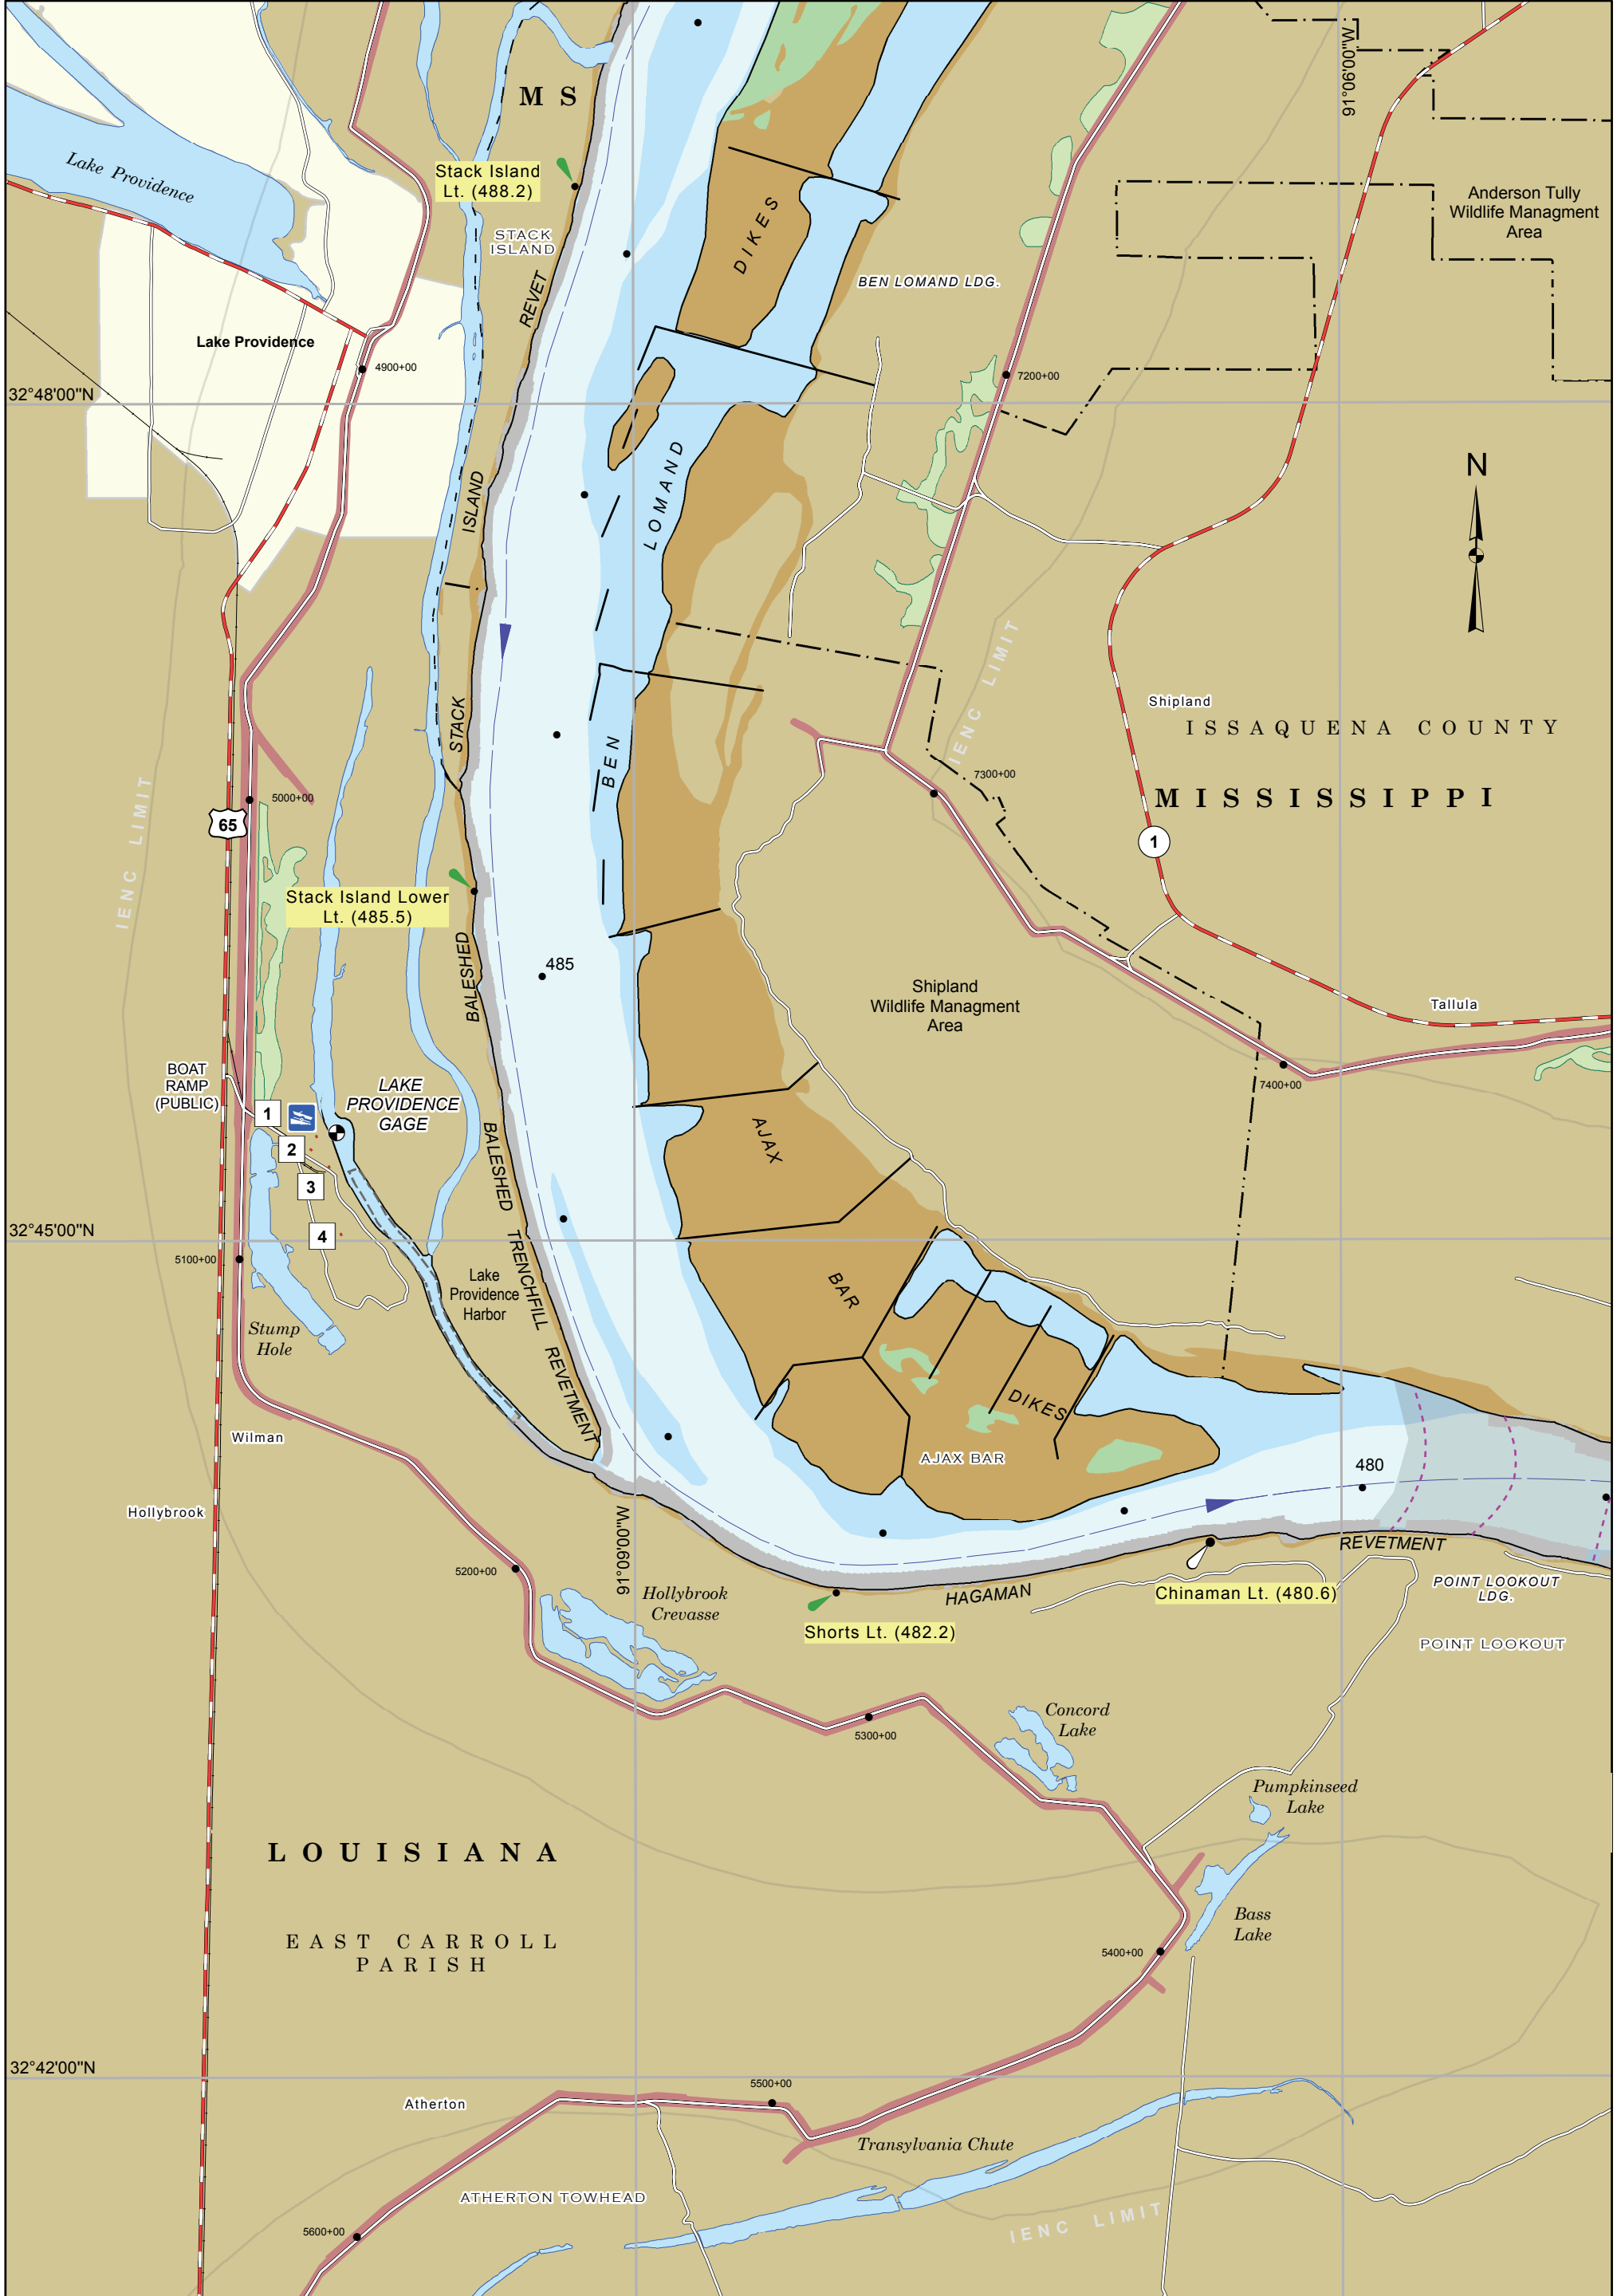 91°06'00"W
M S
Lake Providence
Stack Island
Lt. (488.2)
Anderson Tully
Wildlife Managment
Area
DIKES
STACK
ISLAND
BEN LOMAND LDG.
REVET
Lake Providence
4900+00
7200+00
32°48'00"N
LOMAND
N
ISLAND
IENC LIMIT
Shipland
ISSAQUENA COUNTY
STACK
BEN
7300+00
MISSISSIPPI
5000+00
65
1
IENC LIMIT
Stack Island Lower
Lt. (485.5)
BALESHED
485
Shipland
Wildlife Managment
Area
Tallula
BOAT
RAMP
(PUBLIC)
LAKE
PROVIDENCE
GAGE
7400+00
1
2
3
4
AJAX
BALESHED TRENCHFILL REVETMENT
32°45'00"N
5100+00
Lake
Providence
Harbor
BAR
Stump
Hole
DIKES
Wilman
AJAX BAR
480
Hollybrook
91°09'00"W
REVETMENT
5200+00
Hollybrook
Crevasse
HAGAMAN
Chinaman Lt. (480.6)
POINT LOOKOUT
LDG.
Shorts Lt. (482.2)
POINT LOOKOUT
Concord
Lake
5300+00
Pumpkinseed
Lake
LOUISIANA
Bass
Lake
EAST CARROLL
PARISH
5400+00
32°42'00"N
5500+00
Atherton
Transylvania Chute
ATHERTON TOWHEAD
5600+00
IENC LIMIT